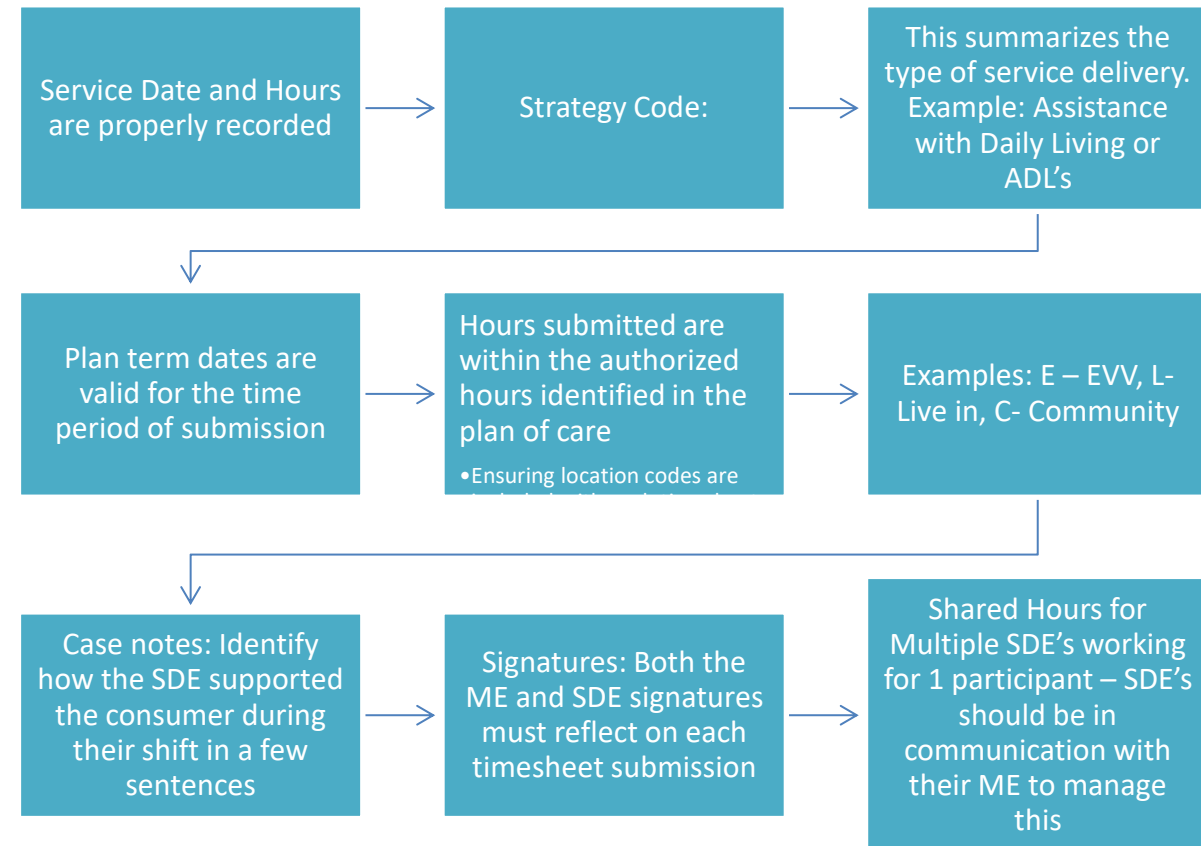 Service Date and Hours
are properly recorded
Strategy Code:
This summarizes the
type of service delivery.
Example: Assistance
with Daily Living or
ADL’s
Plan term dates are
valid for the time
period of submission
Hours submitted are
within the authorized
hours identified in the
plan of care
•Ensuring location codes are
Examples: E – EVV, L-
Live in, C- Community
Case notes: Identify
how the SDE supported
the consumer during
their shift in a few
sentences
Signatures: Both the
ME and SDE signatures
must reflect on each
timesheet submission
Shared Hours for
Multiple SDE’s working
for 1 participant – SDE’s
should be in
communication with
their ME to manage
this